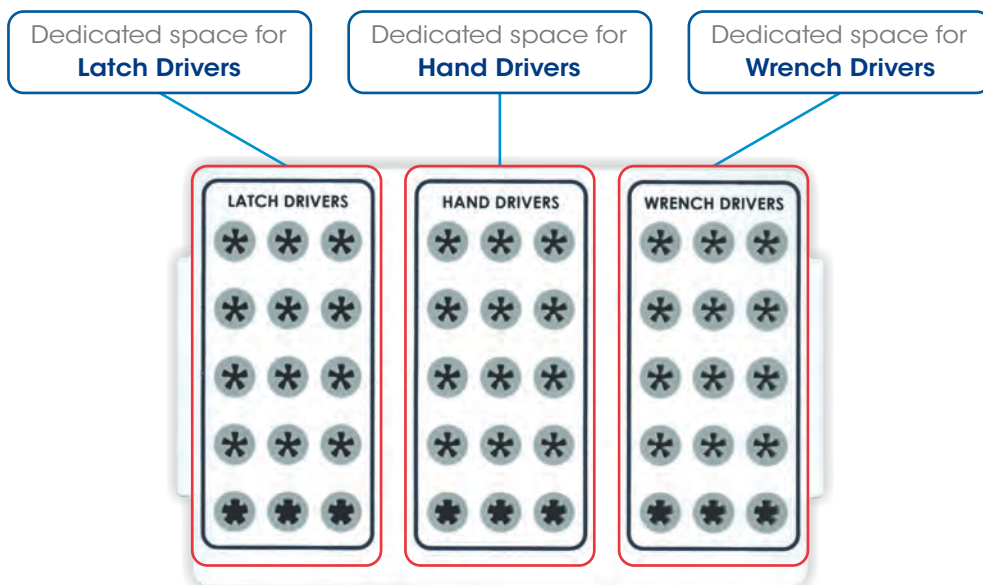 Dedicated space for
Latch Drivers
Dedicated space for
Hand Drivers
Dedicated space for
Wrench Drivers
LATCH DRIVERS
HAND DRIVERS
WRENCH DRIVERS